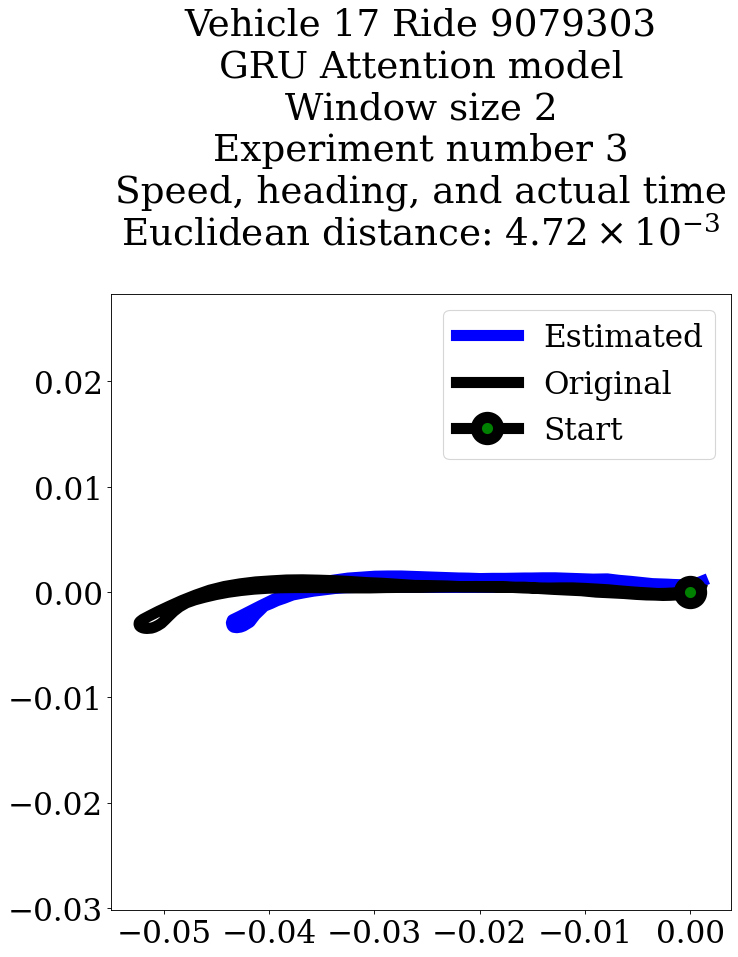 Vehicle 17 Ride 9079303
GRU Attention model
Window size 2
Experiment number 3
Speed, heading, and actual time
Euclidean distance: 4.72 × 10⁻³
Estimated
Original
Start
0.02
0.01
0.00
−0.01
−0.02
−0.03
−0.05 −0.04 −0.03 −0.02 −0.01 0.00